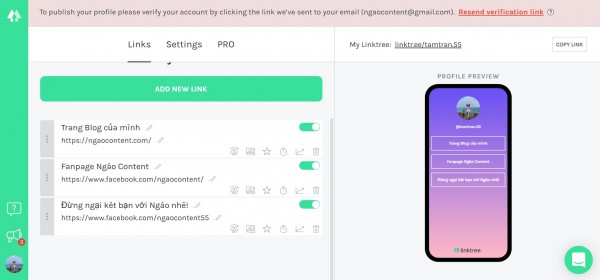 To publish your profile please verify your account by clicking the link we've sent to your email (ngaocontent@gmail.com). Resend verification link
Links Settings PRO
My Linktree: linktr.ee/tamtran.55
COPY LINK
ADD NEW LINK
Trang Blog của mình
https://ngaocontent.com/
Fanpage Ngáo Content
https://www.facebook.com/ngaocontent/
Đừng ngại kết bạn với Ngáo nhé!
https://www.facebook.com/ngaocontent55
3
PROFILE PREVIEW
@tamtran.55
Trang Blog của mình
Fanpage Ngáo Content
Đừng ngại kết bạn với Ngáo nhé!
linktree